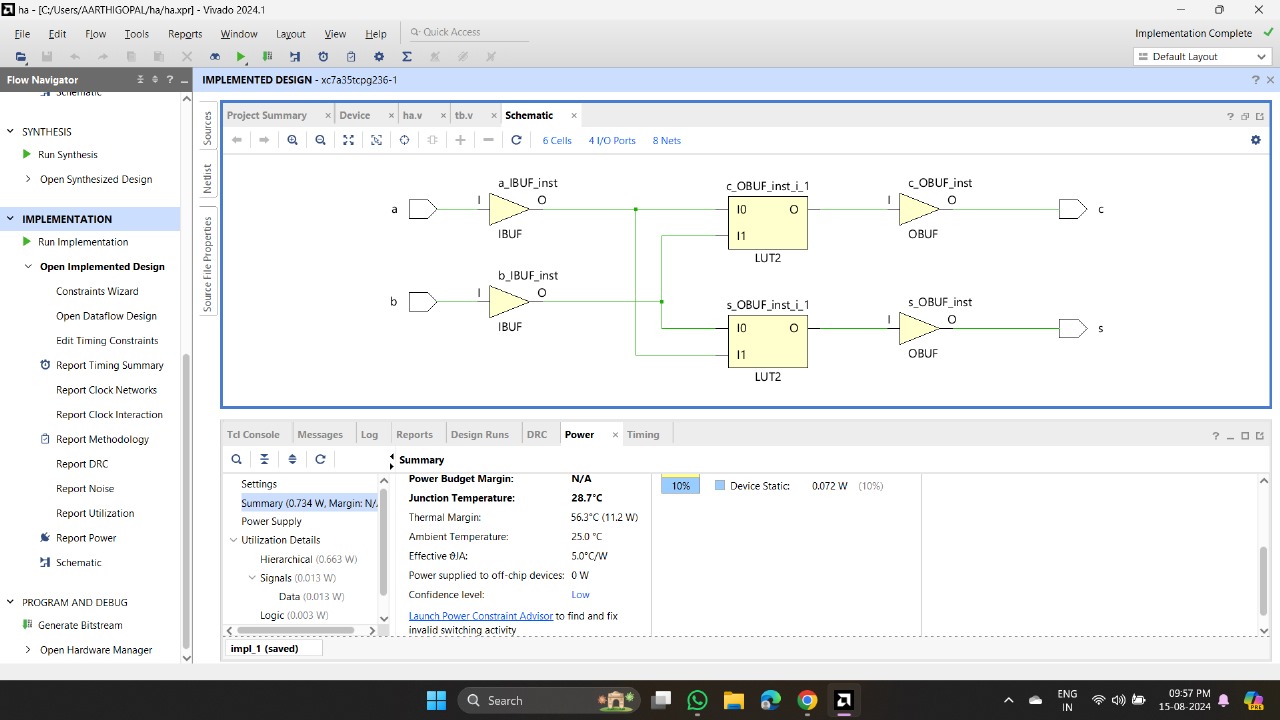 ha - [C:/Users/AARTHIGOPAL/ha/ha.xpr] - Vivado 2024.1
File Edit Flow Tools Reports Window Layout View Help Quick Access Implementation Complete
Default Layout
Flow Navigator
IMPLEMENTED DESIGN - xc7a35tcpg236-1
Schematic
SYNTHESIS
Run Synthesis
Open Synthesized Design
IMPLEMENTATION
Run Implementation
Open Implemented Design
Constraints Wizard
Open Dataflow Design
Edit Timing Constraints
Report Timing Summary
Report Clock Networks
Report Clock Interaction
Report Methodology
Report DRC
Report Noise
Report Utilization
Report Power
Schematic
PROGRAM AND DEBUG
Generate Bitstream
Open Hardware Manager
Sources
Netlist
Source File Properties
Project Summary Device ha.v tb.v Schematic
6 Cells 4 I/O Ports 8 Nets
a_IBUF_inst
a I O
IBUF
b_IBUF_inst
b I O
IBUF
c_OBUF_inst_i_1
I0 O
I1
LUT2
c_OBUF_inst
I O c
OBUF
s_OBUF_inst_i_1
I0 O
I1
LUT2
s_OBUF_inst
I O s
OBUF
Tcl Console Messages Log Reports Design Runs DRC Power Timing
Summary
Settings
Summary (0.734 W, Margin: N/
Power Supply
Utilization Details
Hierarchical (0.663 W)
Signals (0.013 W)
Data (0.013 W)
Logic (0.003 W)
Power Budget Margin: N/A
Junction Temperature: 28.7°C
Thermal Margin: 56.3°C (11.2 W)
Ambient Temperature: 25.0 °C
Effective θJA: 5.0°C/W
Power supplied to off-chip devices: 0 W
Confidence level: Low
Launch Power Constraint Advisor to find and fix
invalid switching activity
10% Device Static: 0.072 W (10%)
impl_1 (saved)
Search
ENG
IN
09:57 PM
15-08-2024